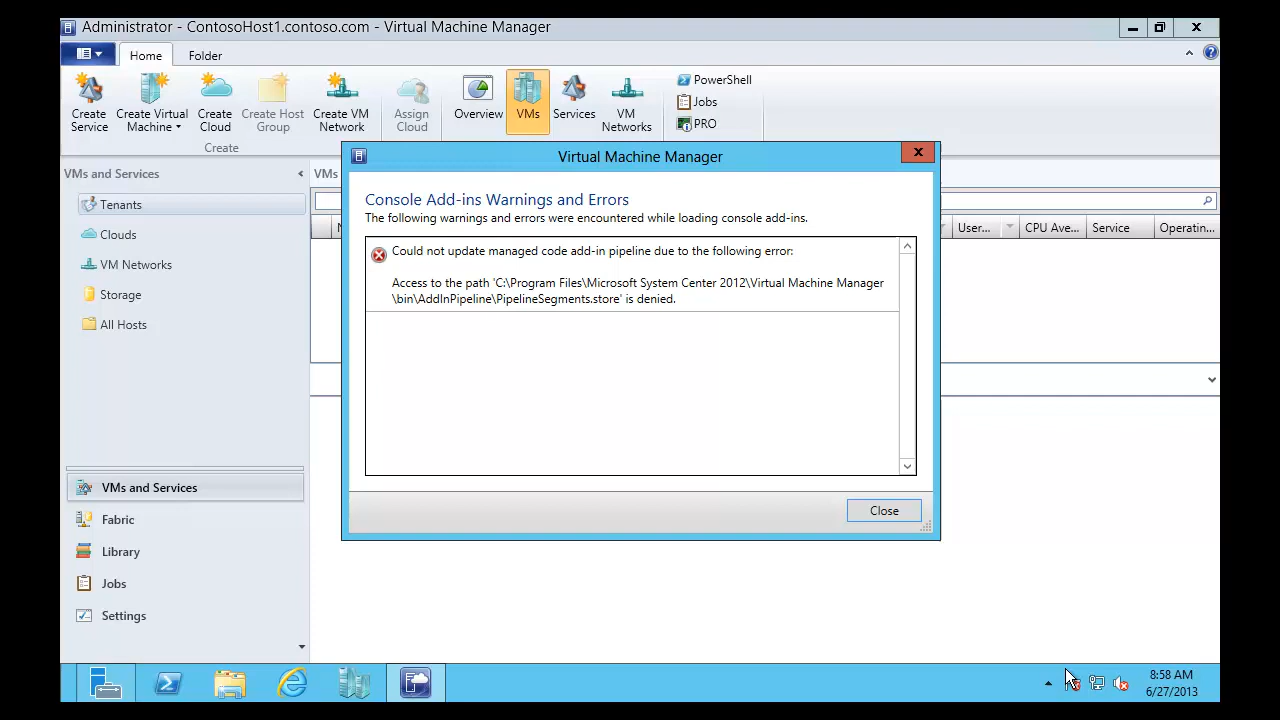 Administrator - ContosoHost1.contoso.com - Virtual Machine Manager
Home
Folder
Create Service
Create Virtual Machine
Create Cloud
Create Host Group
Create VM Network
Assign Cloud
Overview
VMs
Services
VM Networks
PowerShell
Jobs
PRO
Create
VMs and Services
Tenants
Clouds
VM Networks
Storage
All Hosts
VMs
User...
CPU Ave...
Service
Operatin...
Virtual Machine Manager
Console Add-ins Warnings and Errors
The following warnings and errors were encountered while loading console add-ins.
Could not update managed code add-in pipeline due to the following error:
Access to the path 'C:\Program Files\Microsoft System Center 2012\Virtual Machine Manager
\bin\AddInPipeline\PipelineSegments.store' is denied.
Close
VMs and Services
Fabric
Library
Jobs
Settings
8:58 AM
6/27/2013